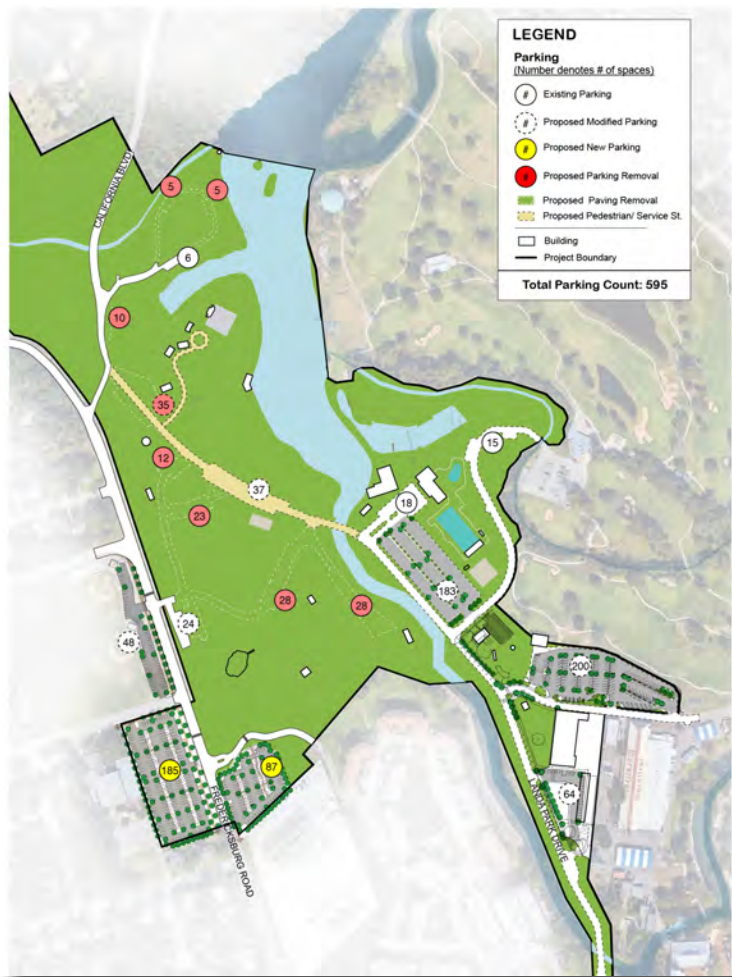 LEGEND
Parking
(Number denotes # of spaces)
# Existing Parking
# Proposed Modified Parking
# Proposed New Parking
# Proposed Parking Removal
Proposed Paving Removal
Proposed Pedestrian/ Service St.
Building
Project Boundary
Total Parking Count: 595
CALIFORNIA BLVD
5
5
6
10
35
12
37
23
15
18
183
28
28
24
48
200
185
87
64
FREDERICKSBURG ROAD
LANDA PARK DRIVE